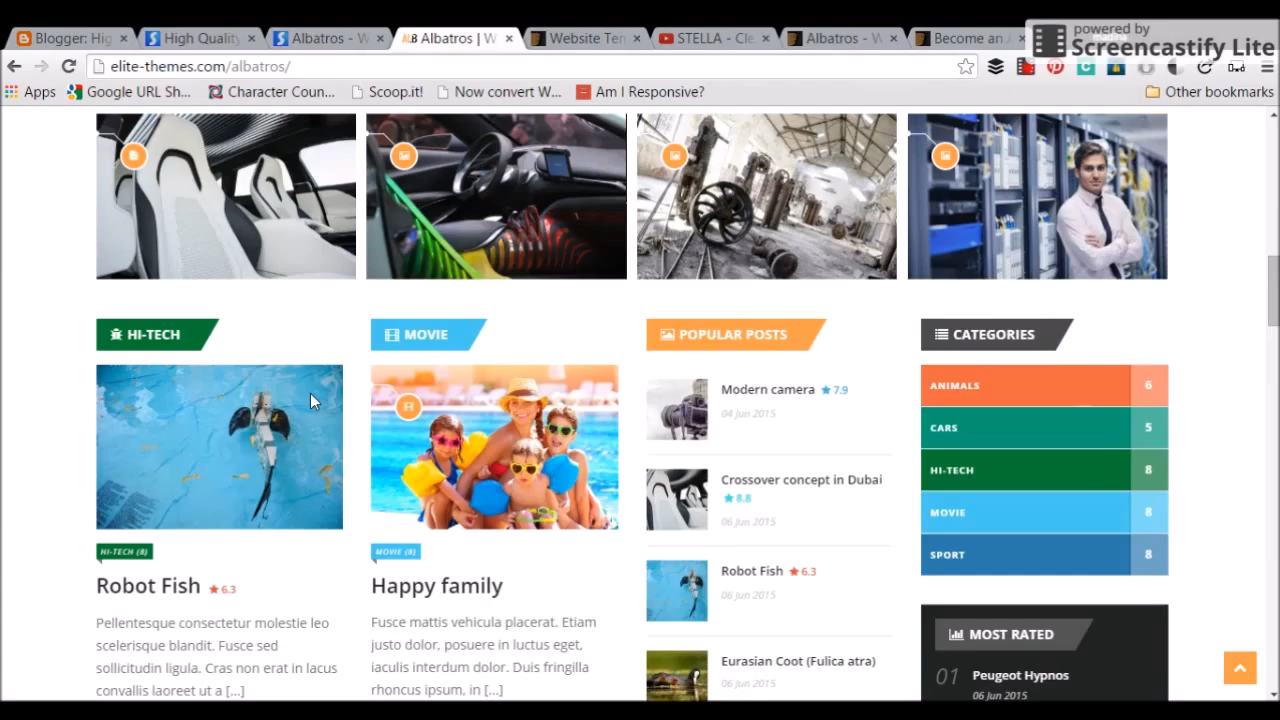 Blogger: Hig
High Quality
Albatros - W
Albatros | W
Website Ten
STELLA - Cle
Albatros - W
Become an
powered by
Screencastify Lite
elite-themes.com/albatros/
Apps
Google URL Sh...
Character Coun...
Scoop.it!
Now convert W...
Am I Responsive?
Other bookmarks
HI-TECH
HI-TECH (8)
Robot Fish 6.3
Pellentesque consectetur molestie leo
scelerisque blandit. Fusce sed
sollicitudin ligula. Cras non erat in lacus
convallis laoreet ut a [...]
MOVIE
MOVIE (8)
Happy family
Fusce mattis vehicula placerat. Etiam
justo dolor, posuere in luctus eget,
iaculis interdum dolor. Duis fringilla
rhoncus ipsum, in [...]
POPULAR POSTS
Modern camera 7.9
04 Jun 2015
Crossover concept in Dubai
8.8
06 Jun 2015
Robot Fish 6.3
06 Jun 2015
Eurasian Coot (Fulica atra)
06 Jun 2015
CATEGORIES
ANIMALS 6
CARS 5
HI-TECH 8
MOVIE 8
SPORT 8
MOST RATED
01 Peugeot Hypnos
06 Jun 2015